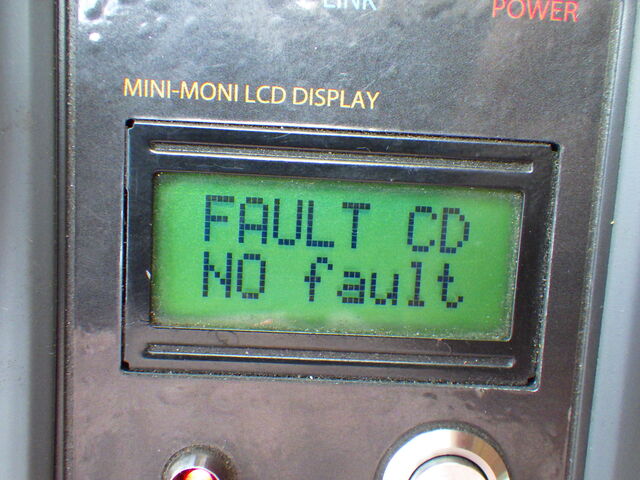 LINK
POWER
MINI-MONI LCD DISPLAY
FAULT CD
NO fault